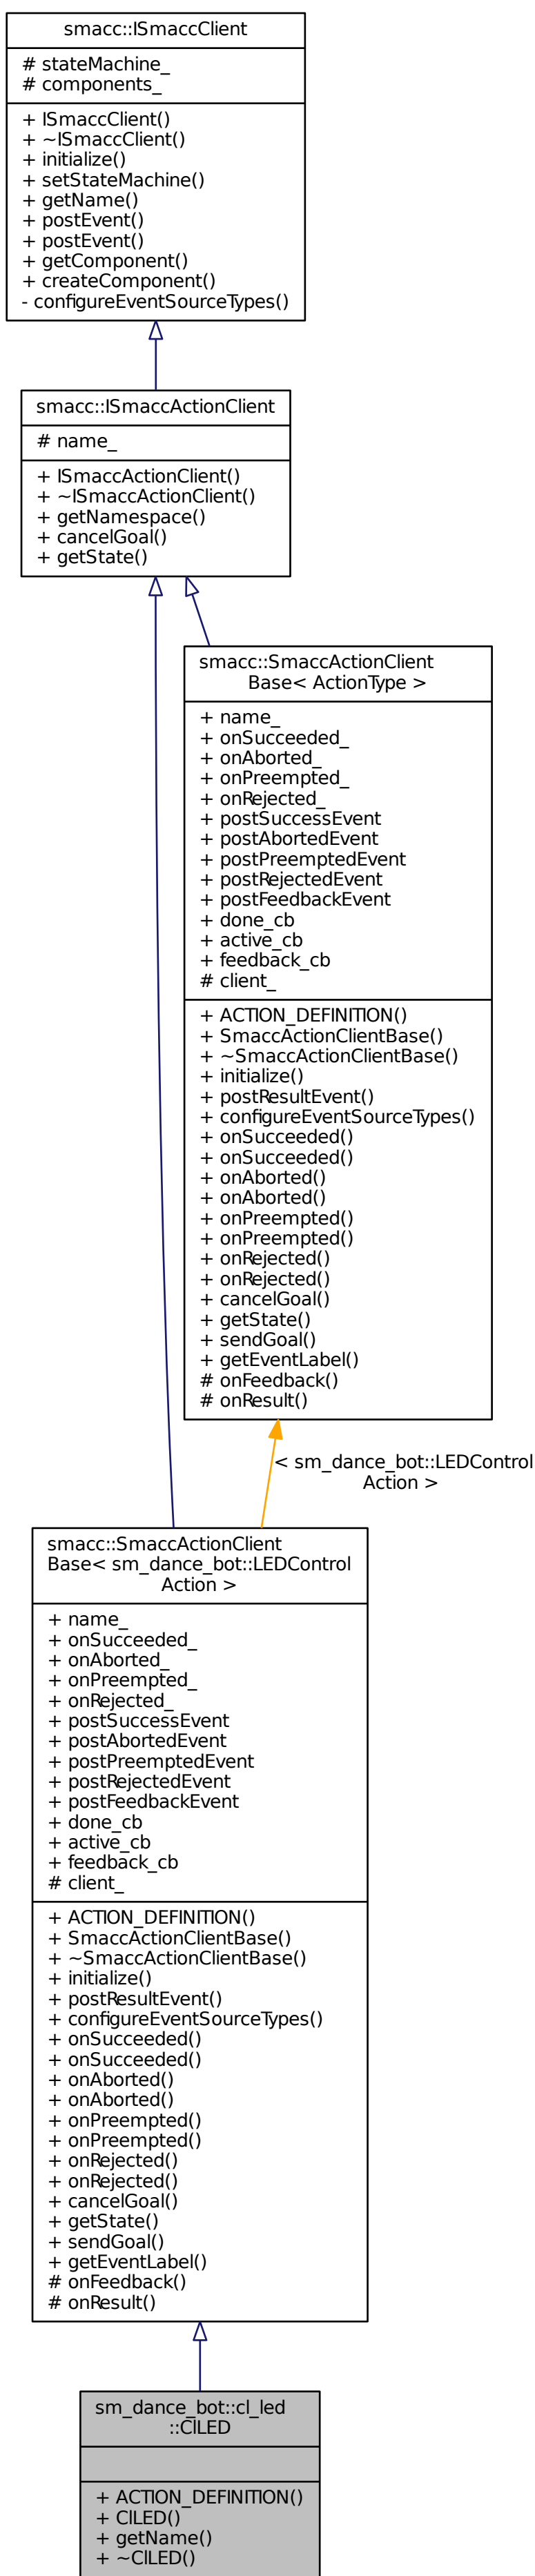 smacc::ISmaccClient
# stateMachine_
# components_
+ ISmaccClient()
+ ~ISmaccClient()
+ initialize()
+ setStateMachine()
+ getName()
+ postEvent()
+ postEvent()
+ getComponent()
+ createComponent()
- configureEventSourceTypes()
smacc::ISmaccActionClient
# name_
+ ISmaccActionClient()
+ ~ISmaccActionClient()
+ getNamespace()
+ cancelGoal()
+ getState()
smacc::SmaccActionClient
Base< ActionType >
+ name_
+ onSucceeded_
+ onAborted_
+ onPreempted_
+ onRejected_
+ postSuccessEvent
+ postAbortedEvent
+ postPreemptedEvent
+ postRejectedEvent
+ postFeedbackEvent
+ done_cb
+ active_cb
+ feedback_cb
# client_
+ ACTION_DEFINITION()
+ SmaccActionClientBase()
+ ~SmaccActionClientBase()
+ initialize()
+ postResultEvent()
+ configureEventSourceTypes()
+ onSucceeded()
+ onSucceeded()
+ onAborted()
+ onAborted()
+ onPreempted()
+ onPreempted()
+ onRejected()
+ onRejected()
+ cancelGoal()
+ getState()
+ sendGoal()
+ getEventLabel()
# onFeedback()
# onResult()
< sm_dance_bot::LEDControl
Action >
smacc::SmaccActionClient
Base< sm_dance_bot::LEDControl
Action >
+ name_
+ onSucceeded_
+ onAborted_
+ onPreempted_
+ onRejected_
+ postSuccessEvent
+ postAbortedEvent
+ postPreemptedEvent
+ postRejectedEvent
+ postFeedbackEvent
+ done_cb
+ active_cb
+ feedback_cb
# client_
+ ACTION_DEFINITION()
+ SmaccActionClientBase()
+ ~SmaccActionClientBase()
+ initialize()
+ postResultEvent()
+ configureEventSourceTypes()
+ onSucceeded()
+ onSucceeded()
+ onAborted()
+ onAborted()
+ onPreempted()
+ onPreempted()
+ onRejected()
+ onRejected()
+ cancelGoal()
+ getState()
+ sendGoal()
+ getEventLabel()
# onFeedback()
# onResult()
sm_dance_bot::cl_led
::ClLED
+ ACTION_DEFINITION()
+ ClLED()
+ getName()
+ ~ClLED()